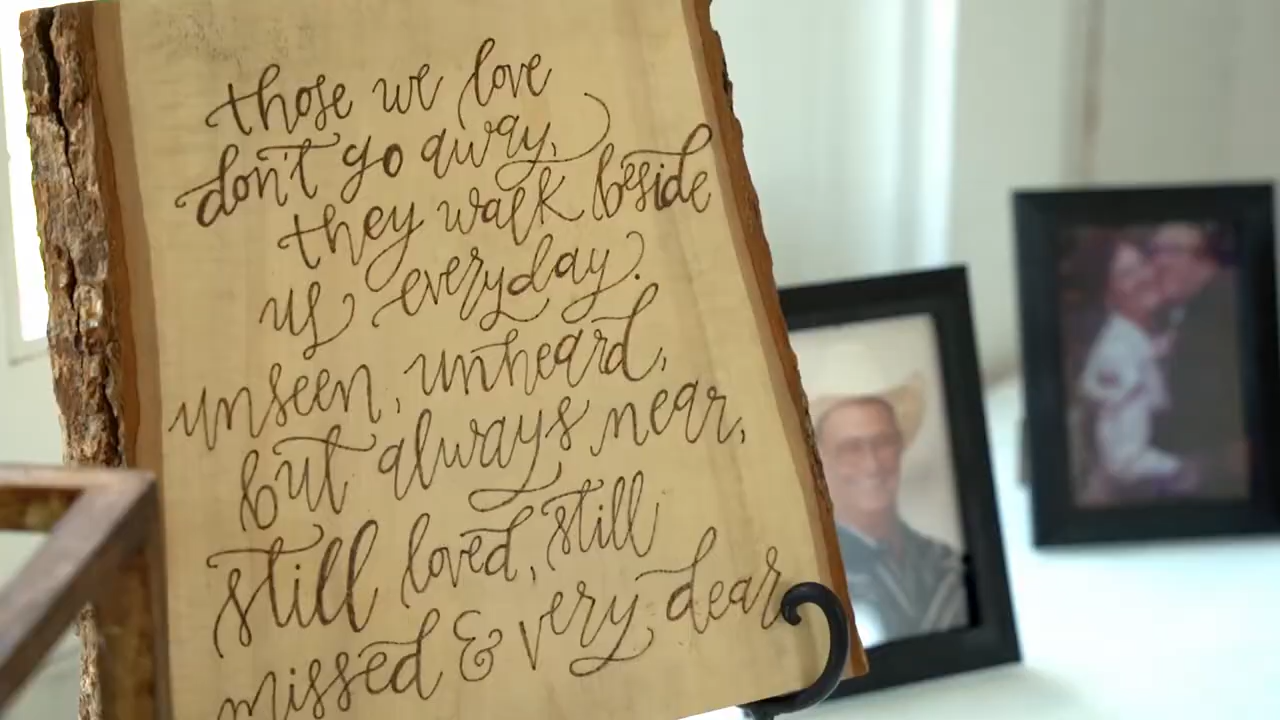 those we love
don't go away,
they walk beside
us everyday.
unseen, unheard,
but always near,
still loved, still
missed & very dear